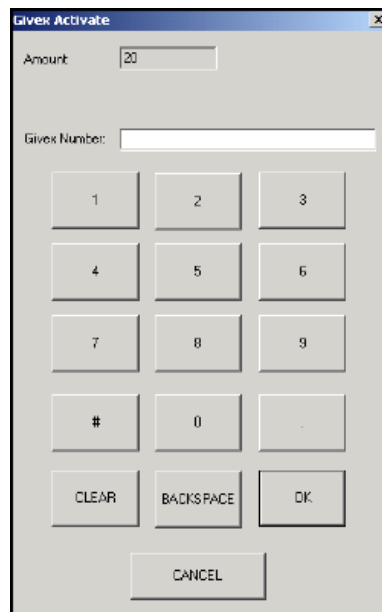 Givex Activate
Amount 20
Givex Number:
1 2 3
4 5 6
7 8 9
# 0 .
CLEAR BACKSPACE OK
CANCEL